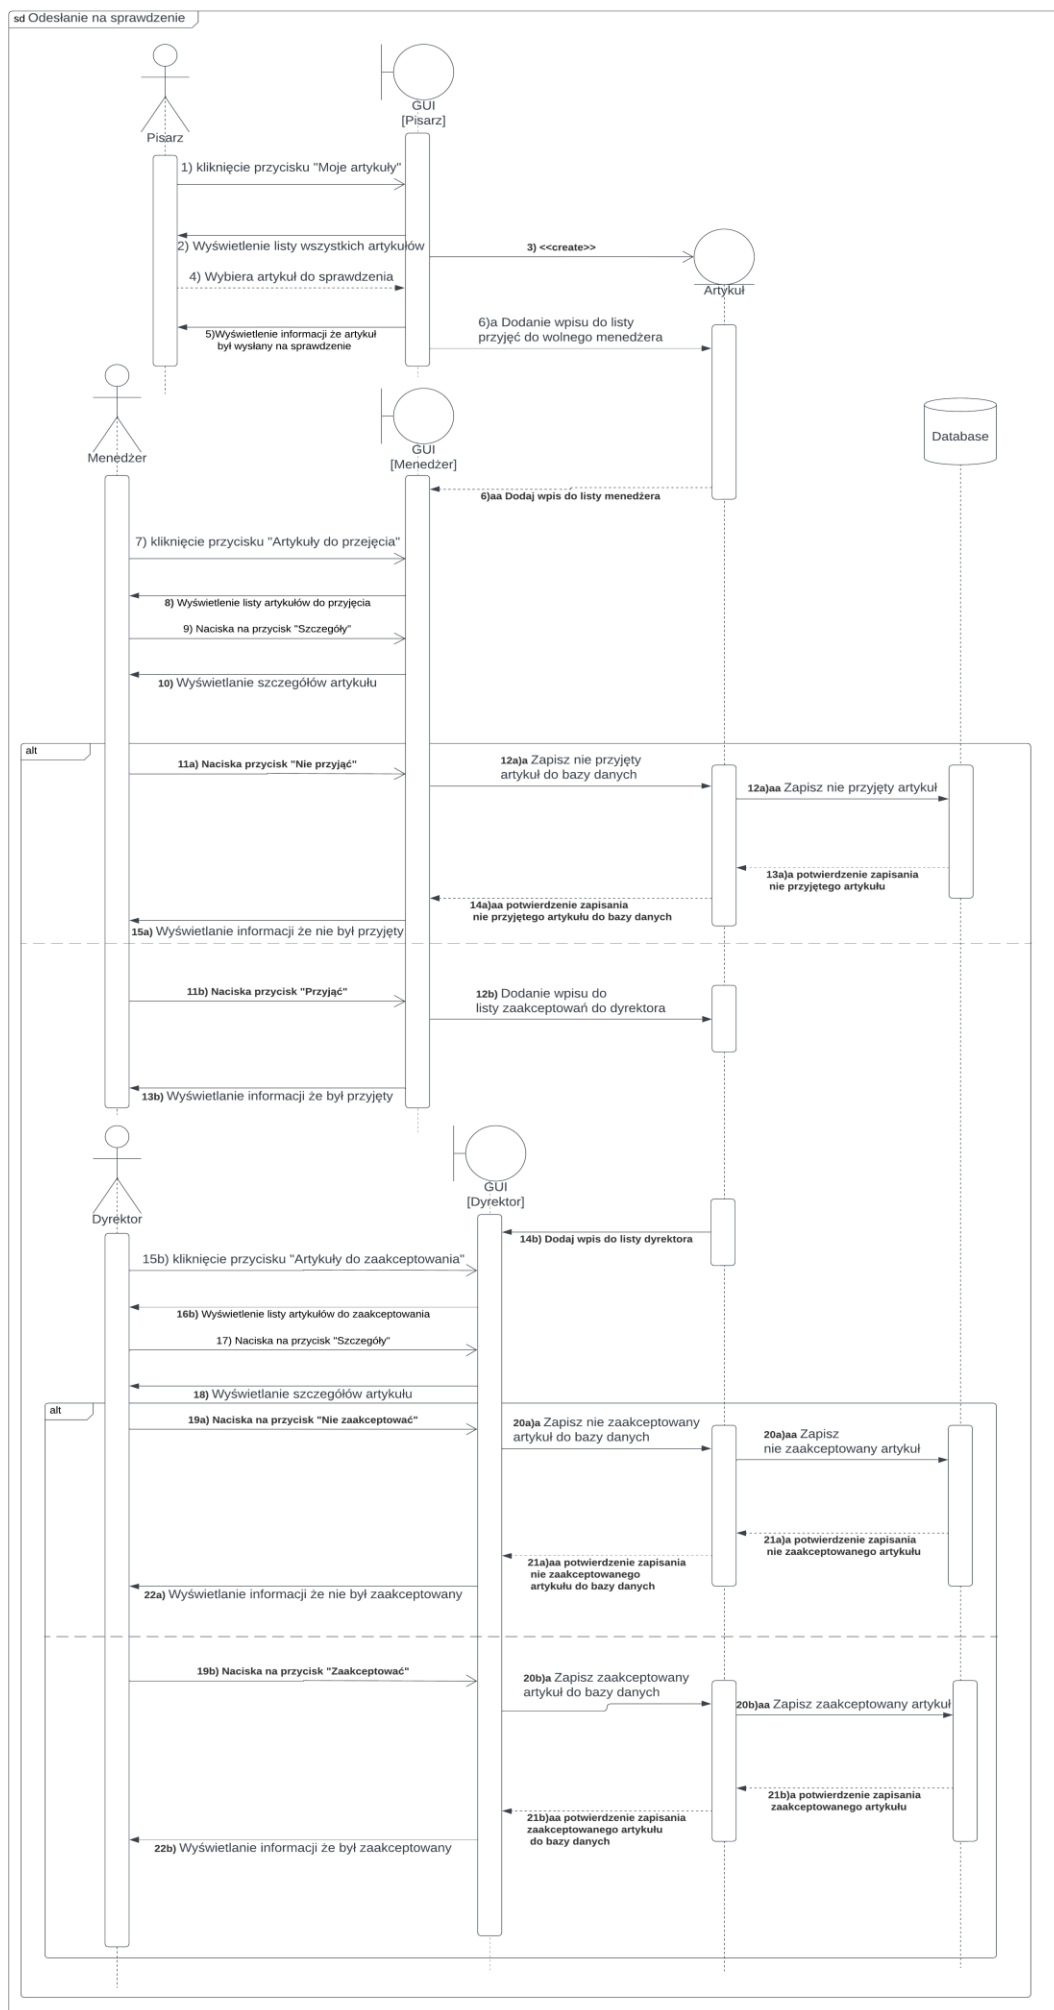 sd Odesłanie na sprawdzenie
GUI
[Pisarz]
Pisarz
1) kliknięcie przycisku "Moje artykuły"
2) Wyświetlenie listy wszystkich artykułów
3) <<create>>
4) Wybiera artykuł do sprawdzenia
Artykuł
5)Wyświetlenie informacji że artykuł
był wysłany na sprawdzenie
6)a Dodanie wpisu do listy
przyjęć do wolnego menedżera
Menedżer
GUI
[Menedżer]
Database
6)aa Dodaj wpis do listy menedżera
7) kliknięcie przycisku "Artykuły do przejęcia"
8) Wyświetlenie listy artykułów do przyjęcia
9) Naciska na przycisk "Szczegóły"
10) Wyświetlanie szczegółów artykułu
alt
11a) Naciska przycisk "Nie przyjąć"
12a)a Zapisz nie przyjęty
artykuł do bazy danych
12a)aa Zapisz nie przyjęty artykuł
13a)a potwierdzenie zapisania
nie przyjętego artykułu
14a)aa potwierdzenie zapisania
nie przyjętego artykułu do bazy danych
15a) Wyświetlanie informacji że nie był przyjęty
11b) Naciska przycisk "Przyjąć"
12b) Dodanie wpisu do
listy zaakceptowań do dyrektora
13b) Wyświetlanie informacji że był przyjęty
GUI
[Dyrektor]
Dyrektor
14b) Dodaj wpis do listy dyrektora
15b) kliknięcie przycisku "Artykuły do zaakceptowania"
16b) Wyświetlenie listy artykułów do zaakceptowania
17) Naciska na przycisk "Szczegóły"
18) Wyświetlanie szczegółów artykułu
alt
19a) Naciska na przycisk "Nie zaakceptować"
20a)a Zapisz nie zaakceptowany
artykuł do bazy danych
20a)aa Zapisz
nie zaakceptowany artykuł
21a)a potwierdzenie zapisania
nie zaakceptowanego artykułu
21a)aa potwierdzenie zapisania
nie zaakceptowanego
artykułu do bazy danych
22a) Wyświetlanie informacji że nie był zaakceptowany
19b) Naciska na przycisk "Zaakceptować"
20b)a Zapisz zaakceptowany
artykuł do bazy danych
20b)aa Zapisz zaakceptowany artykuł
21b)a potwierdzenie zapisania
zaakceptowanego artykułu
21b)aa potwierdzenie zapisania
zaakceptowanego artykułu
do bazy danych
22b) Wyświetlanie informacji że był zaakceptowany